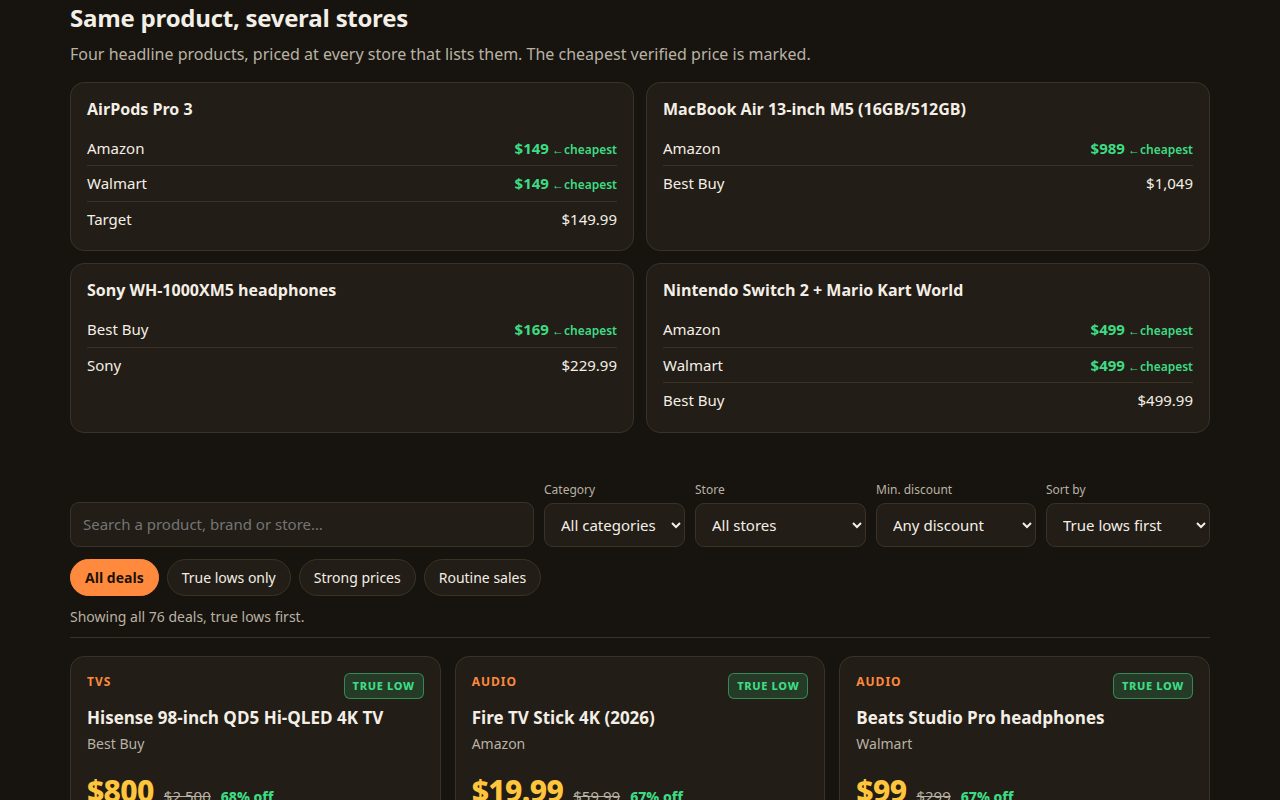 Same product, several stores
Four headline products, priced at every store that lists them. The cheapest verified price is marked.
AirPods Pro 3
Amazon $149 ←cheapest
Walmart $149 ←cheapest
Target $149.99
MacBook Air 13-inch M5 (16GB/512GB)
Amazon $989 ←cheapest
Best Buy $1,049
Sony WH-1000XM5 headphones
Best Buy $169 ←cheapest
Sony $229.99
Nintendo Switch 2 + Mario Kart World
Amazon $499 ←cheapest
Walmart $499 ←cheapest
Best Buy $499.99
Search a product, brand or store...
Category
All categories
Store
All stores
Min. discount
Any discount
Sort by
True lows first
All deals True lows only Strong prices Routine sales
Showing all 76 deals, true lows first.
TVS TRUE LOW
Hisense 98-inch QD5 Hi-QLED 4K TV
Best Buy
$800 $2,500 68% off
AUDIO TRUE LOW
Fire TV Stick 4K (2026)
Amazon
$19.99 $59.99 67% off
AUDIO TRUE LOW
Beats Studio Pro headphones
Walmart
$99 $299 67% off